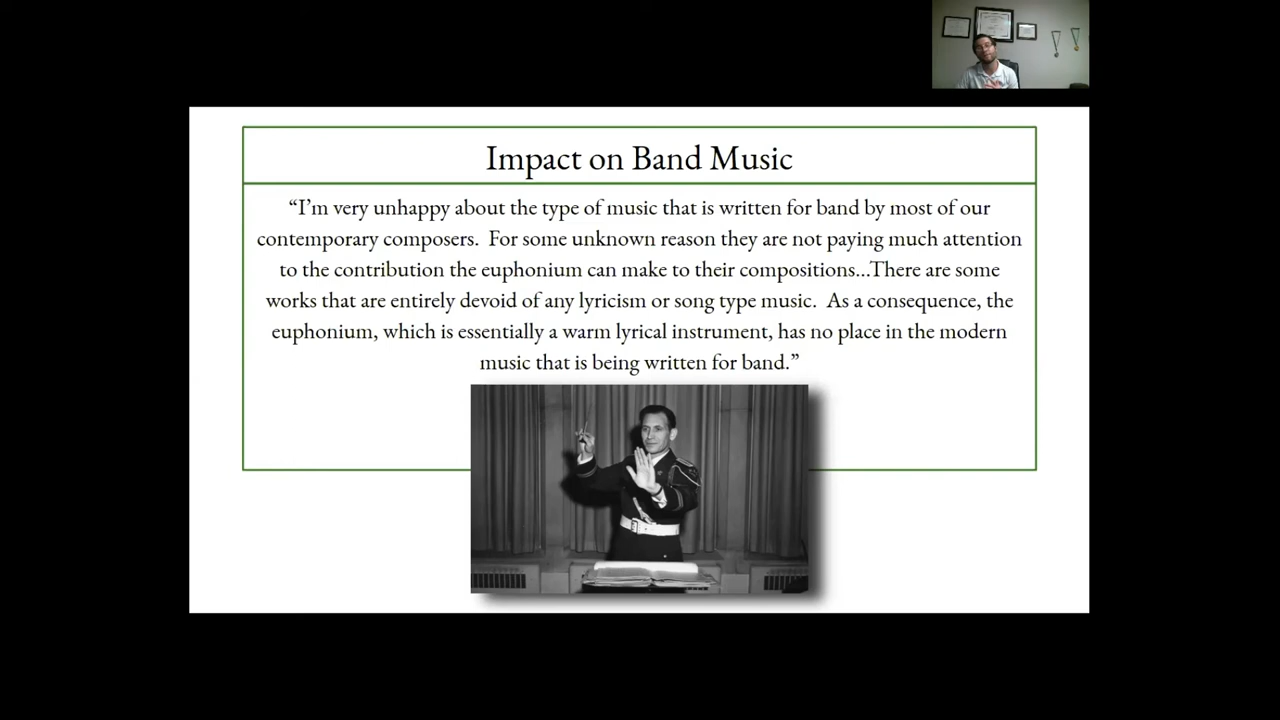 Impact on Band Music
“I’m very unhappy about the type of music that is written for band by most of our
contemporary composers.  For some unknown reason they are not paying much attention
to the contribution the euphonium can make to their compositions...There are some
works that are entirely devoid of any lyricism or song type music.  As a consequence, the
euphonium, which is essentially a warm lyrical instrument, has no place in the modern
music that is being written for band.”